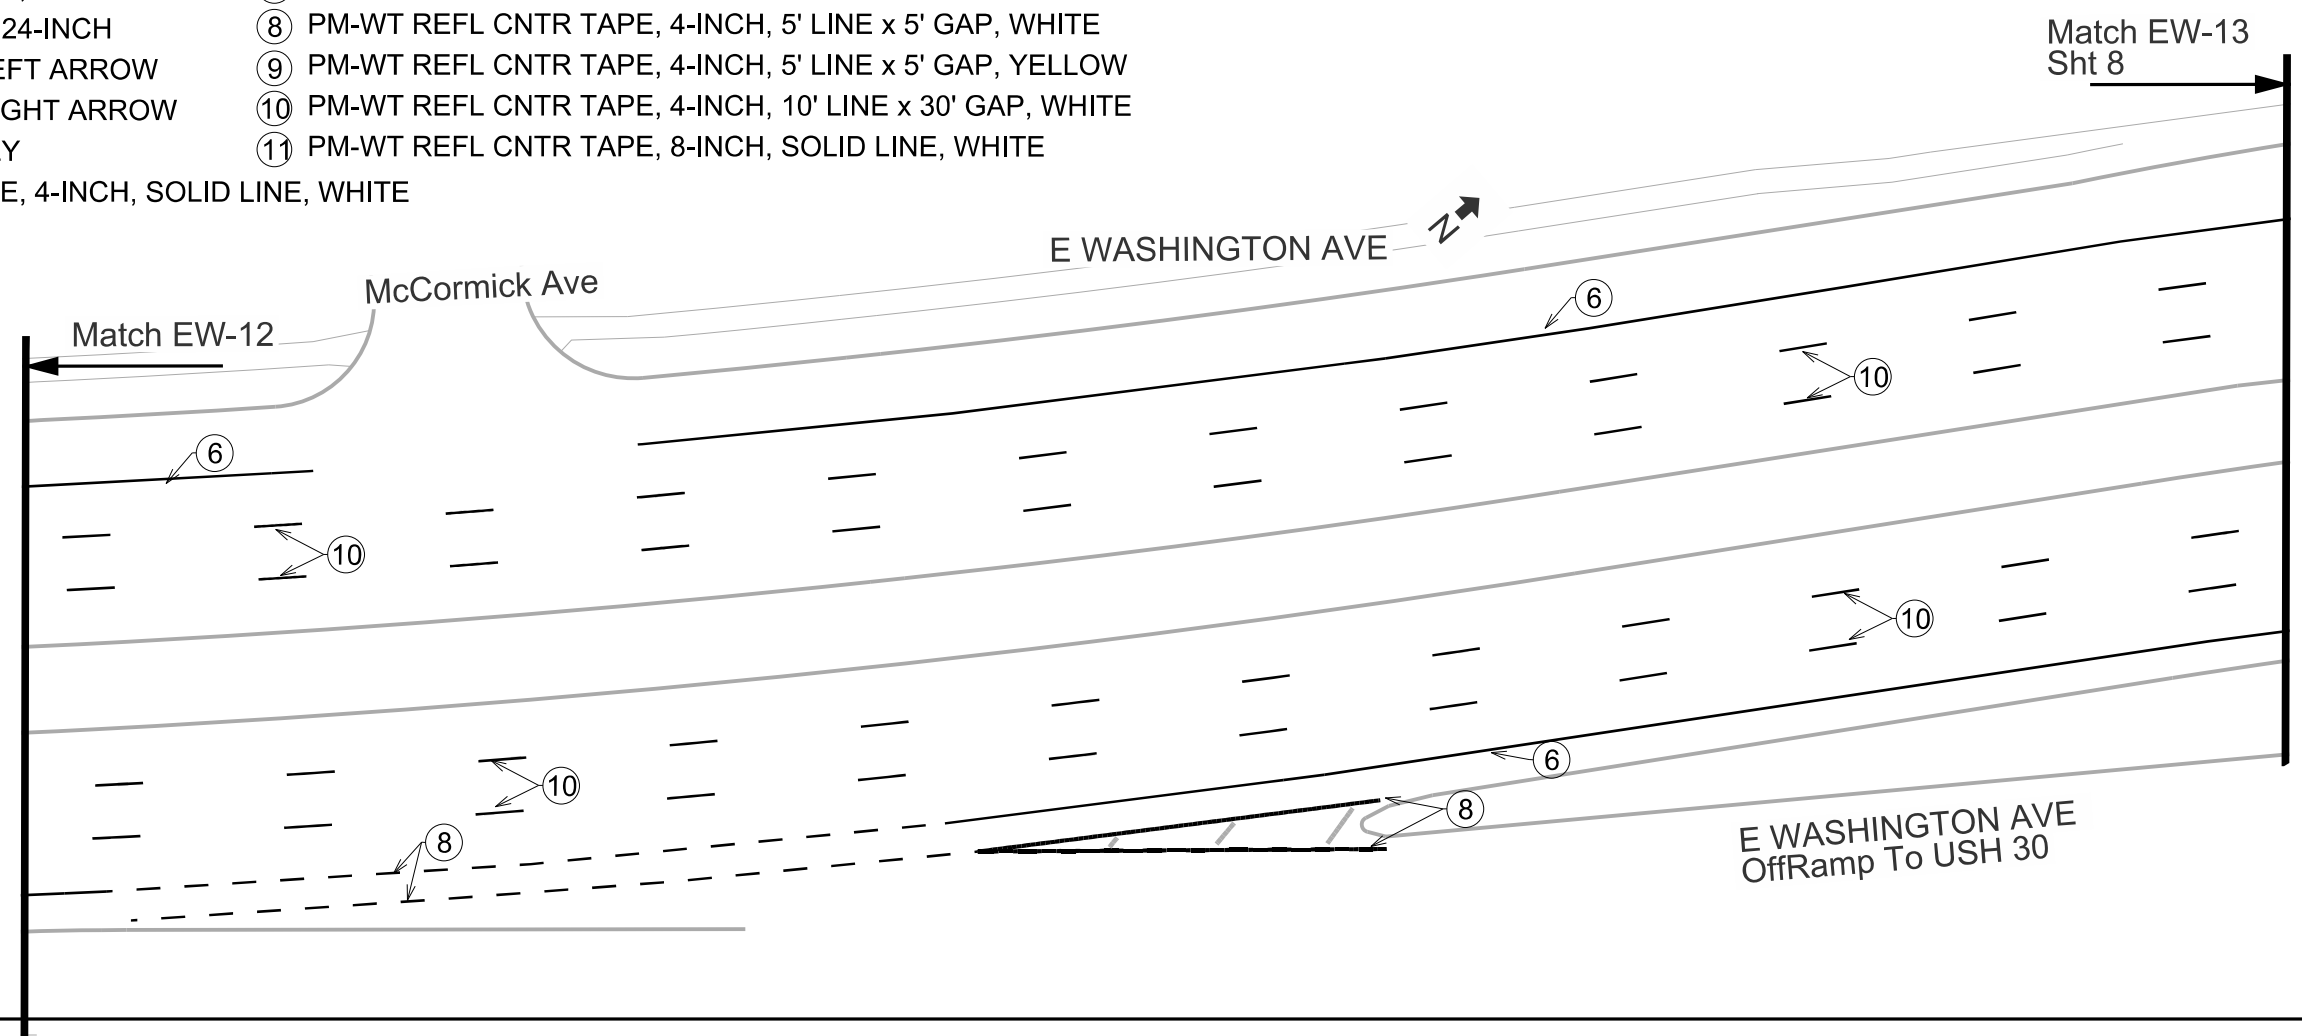 24-INCH
EFT ARROW
GHT ARROW
Y
E, 4-INCH, SOLID LINE, WHITE
8 PM-WT REFL CNTR TAPE, 4-INCH, 5' LINE x 5' GAP, WHITE
9 PM-WT REFL CNTR TAPE, 4-INCH, 5' LINE x 5' GAP, YELLOW
10 PM-WT REFL CNTR TAPE, 4-INCH, 10' LINE x 30' GAP, WHITE
11 PM-WT REFL CNTR TAPE, 8-INCH, SOLID LINE, WHITE
Match EW-13
Sht 8
N
E WASHINGTON AVE
McCormick Ave
Match EW-12
6
10
6
10
10
6
10
8
8
E WASHINGTON AVE
OffRamp To USH 30